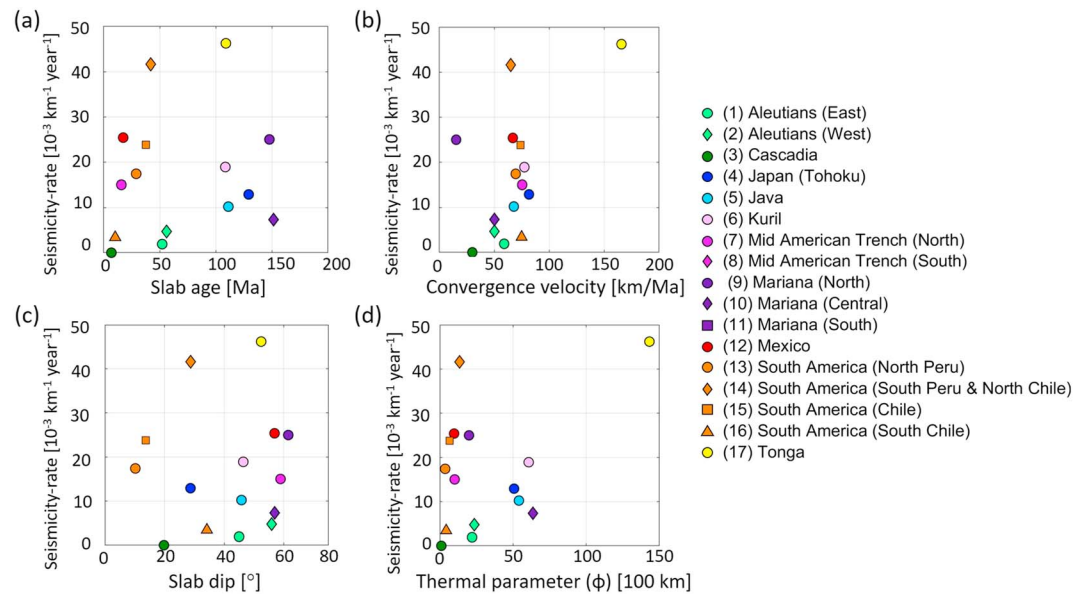 (a)
50
40
30
20
10
0
Seismicity-rate [10⁻³ km⁻¹ year⁻¹]
0 50 100 150 200
Slab age [Ma]
(b)
50
40
30
20
10
0
Seismicity-rate [10⁻³ km⁻¹ year⁻¹]
0 50 100 150 200
Convergence velocity [km/Ma]
(c)
50
40
30
20
10
0
Seismicity-rate [10⁻³ km⁻¹ year⁻¹]
20 40 60 80
Slab dip [°]
(d)
50
40
30
20
10
0
Seismicity-rate [10⁻³ km⁻¹ year⁻¹]
0 50 100 150
Thermal parameter (ϕ) [100 km]
(1) Aleutians (East)
(2) Aleutians (West)
(3) Cascadia
(4) Japan (Tohoku)
(5) Java
(6) Kuril
(7) Mid American Trench (North)
(8) Mid American Trench (South)
(9) Mariana (North)
(10) Mariana (Central)
(11) Mariana (South)
(12) Mexico
(13) South America (North Peru)
(14) South America (South Peru & North Chile)
(15) South America (Chile)
(16) South America (South Chile)
(17) Tonga